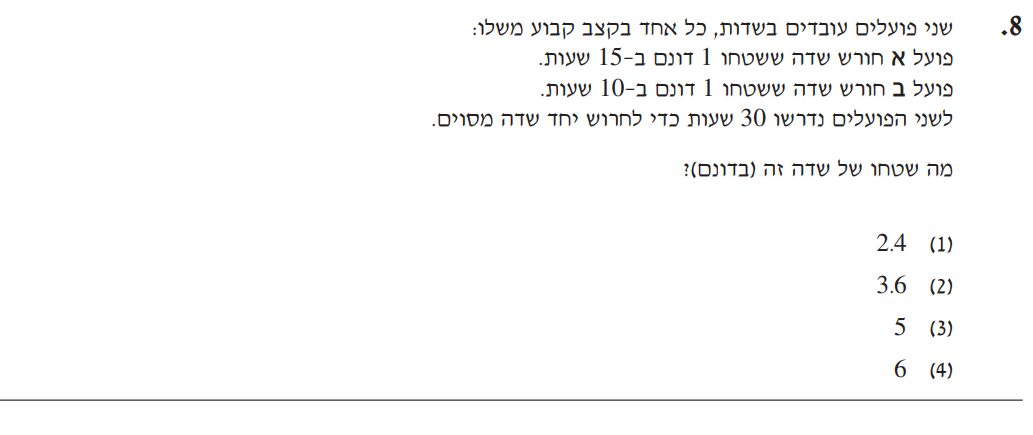 8. שני פועלים עובדים בשדות, כל אחד בקצב קבוע משלו:
פועל א חורש שדה ששטחו 1 דונם ב-15 שעות.
פועל ב חורש שדה ששטחו 1 דונם ב-10 שעות.
לשני הפועלים נדרשו 30 שעות כדי לחרוש יחד שדה מסוים.
מה שטחו של שדה זה (בדונם)?
(1) 2.4
(2) 3.6
(3) 5
(4) 6